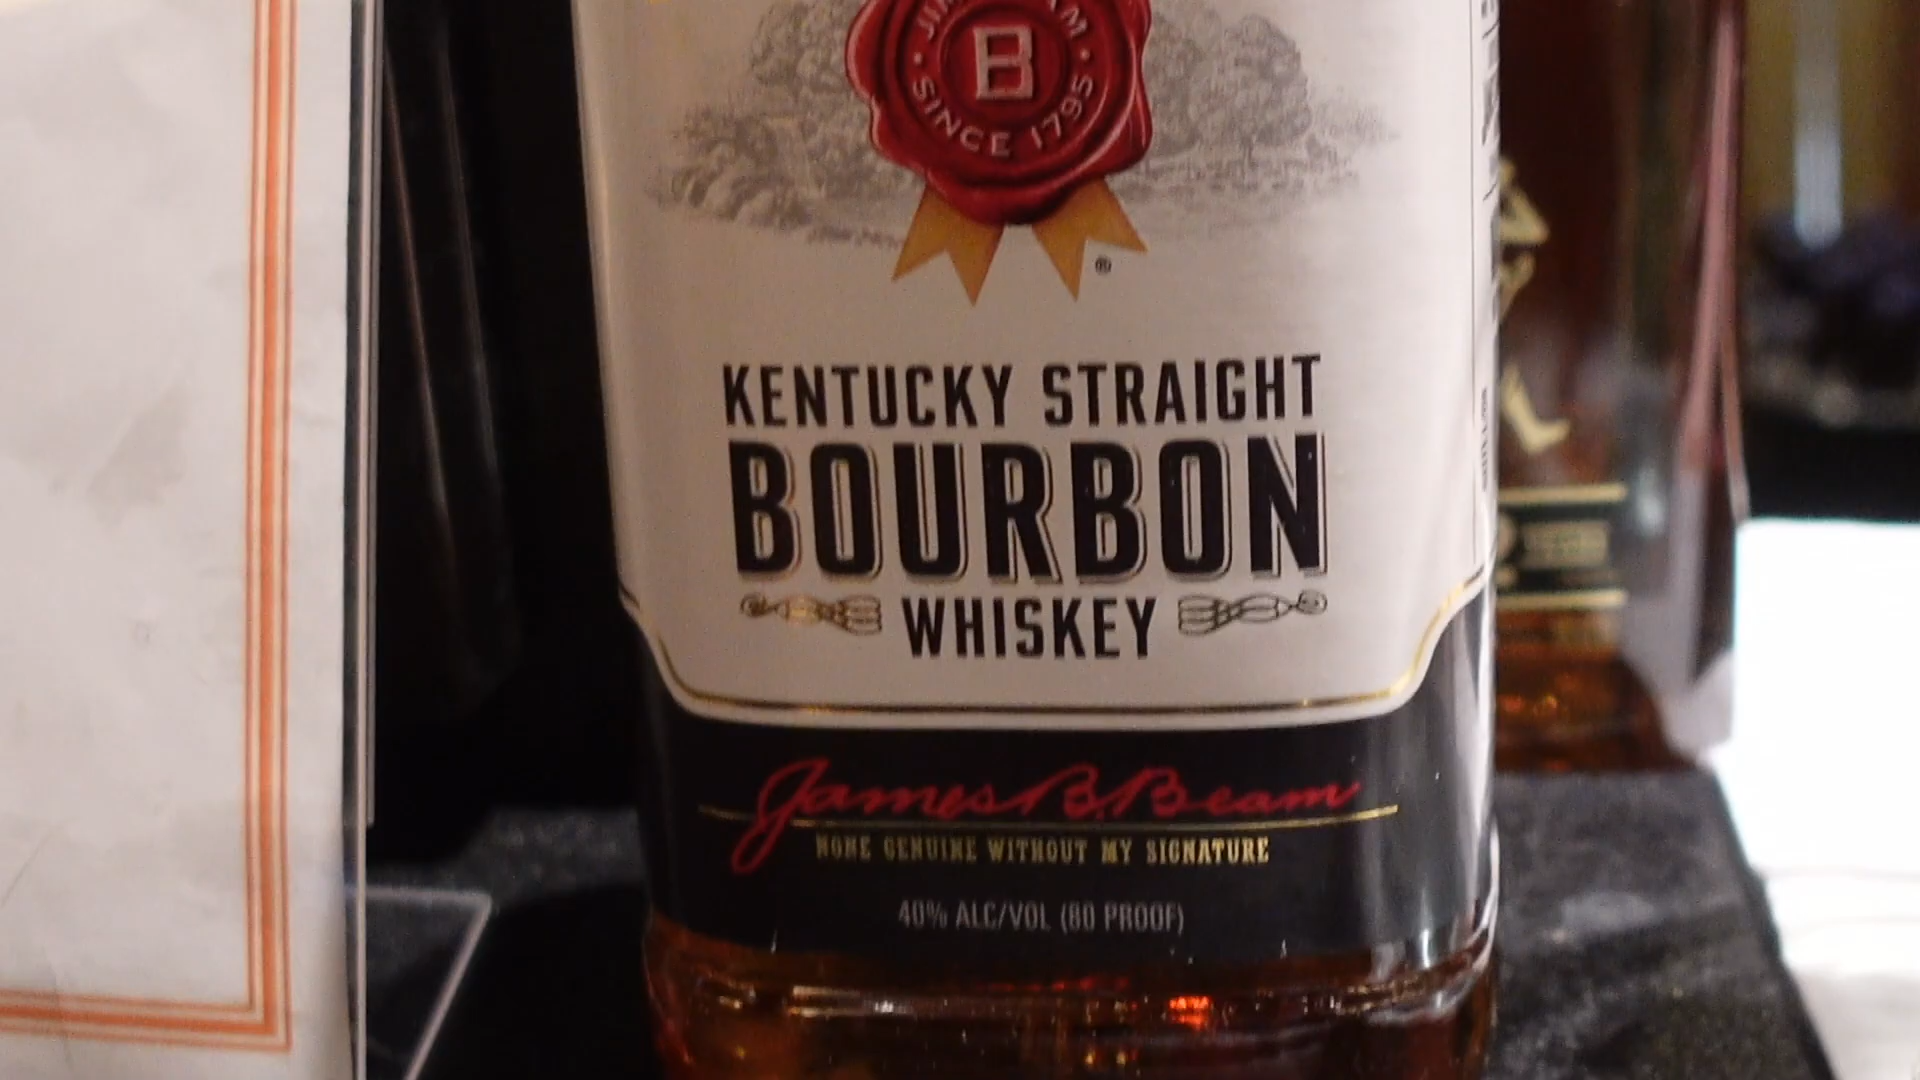 B
SINCE 1795
®
KENTUCKY STRAIGHT
BOURBON
WHISKEY
James B. Beam
NONE GENUINE WITHOUT MY SIGNATURE
40% ALC/VOL (80 PROOF)